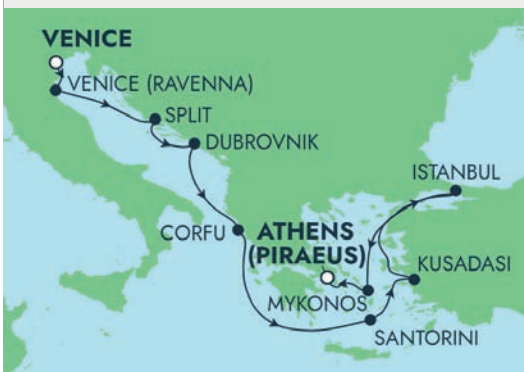 VENICE
VENICE (RAVENNA)
SPLIT
DUBROVNIK
ISTANBUL
CORFU
ATHENS
(PIRAEUS)
KUSADASI
MYKONOS
SANTORINI